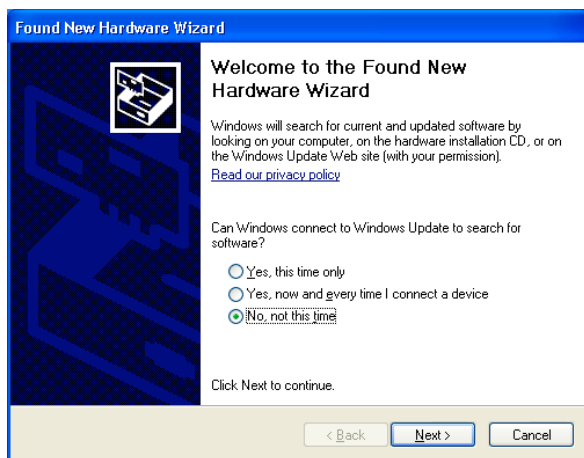 Found New Hardware Wizard
Welcome to the Found New
Hardware Wizard
Windows will search for current and updated software by
looking on your computer, on the hardware installation CD, or on
the Windows Update Web site (with your permission).
Read our privacy policy
Can Windows connect to Windows Update to search for
software?
Yes, this time only
Yes, now and every time I connect a device
No, not this time
Click Next to continue.
< Back
Next >
Cancel